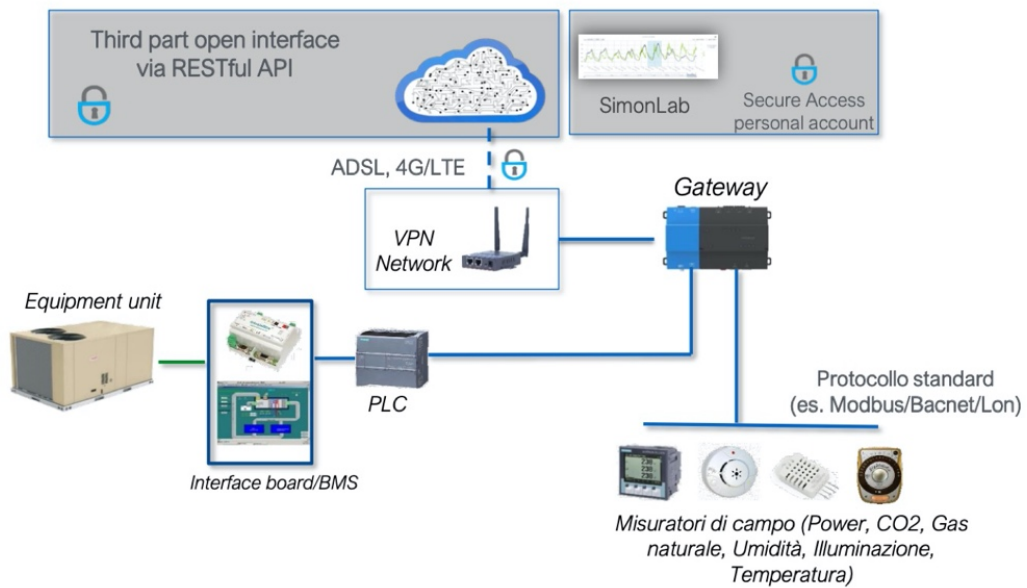 Third part open interface
via RESTful API
SimonLab
Secure Access
personal account
ADSL, 4G/LTE
Gateway
VPN
Network
Equipment unit
PLC
Interface board/BMS
Protocollo standard
(es. Modbus/Bacnet/Lon)
Misuratori di campo (Power, CO2, Gas
naturale, Umidità, Illuminazione,
Temperatura)